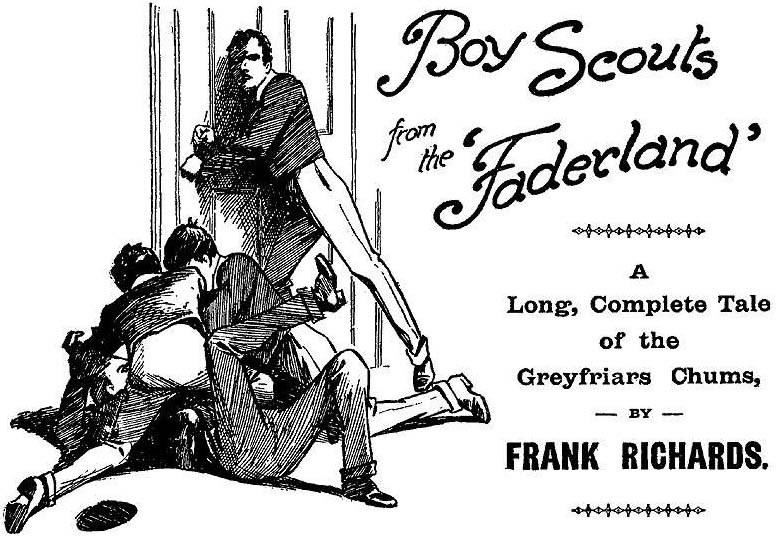 Boy Scouts
from
the 'Faderland'
A
Long, Complete Tale
of the
Greyfriars Chums,
— BY —
FRANK RICHARDS.